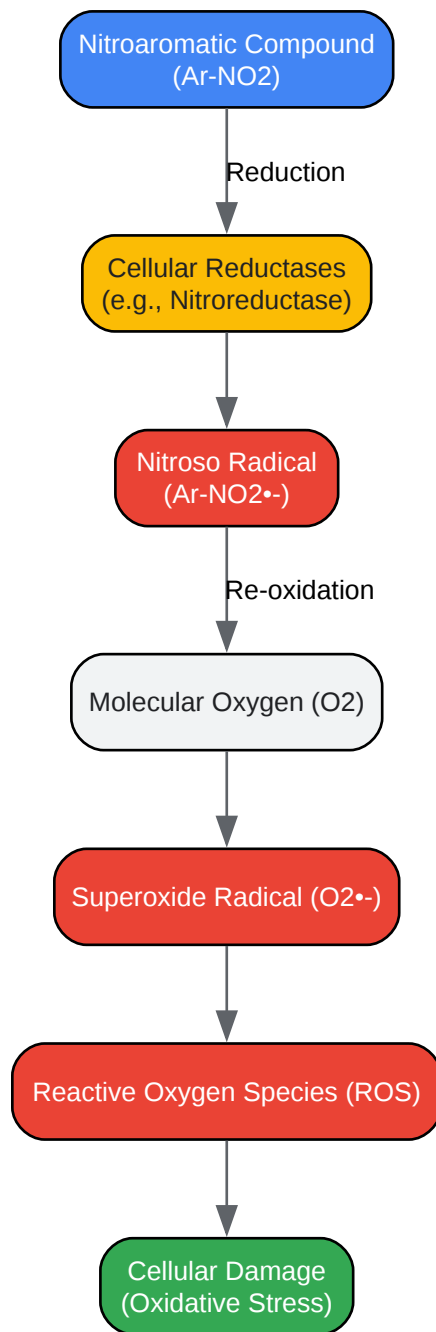 Nitroaromatic Compound
(Ar-NO2)
Reduction
Cellular Reductases
(e.g., Nitroreductase)
Nitroso Radical
(Ar-NO2•-)
Re-oxidation
Molecular Oxygen (O2)
Superoxide Radical (O2•-)
Reactive Oxygen Species (ROS)
Cellular Damage
(Oxidative Stress)